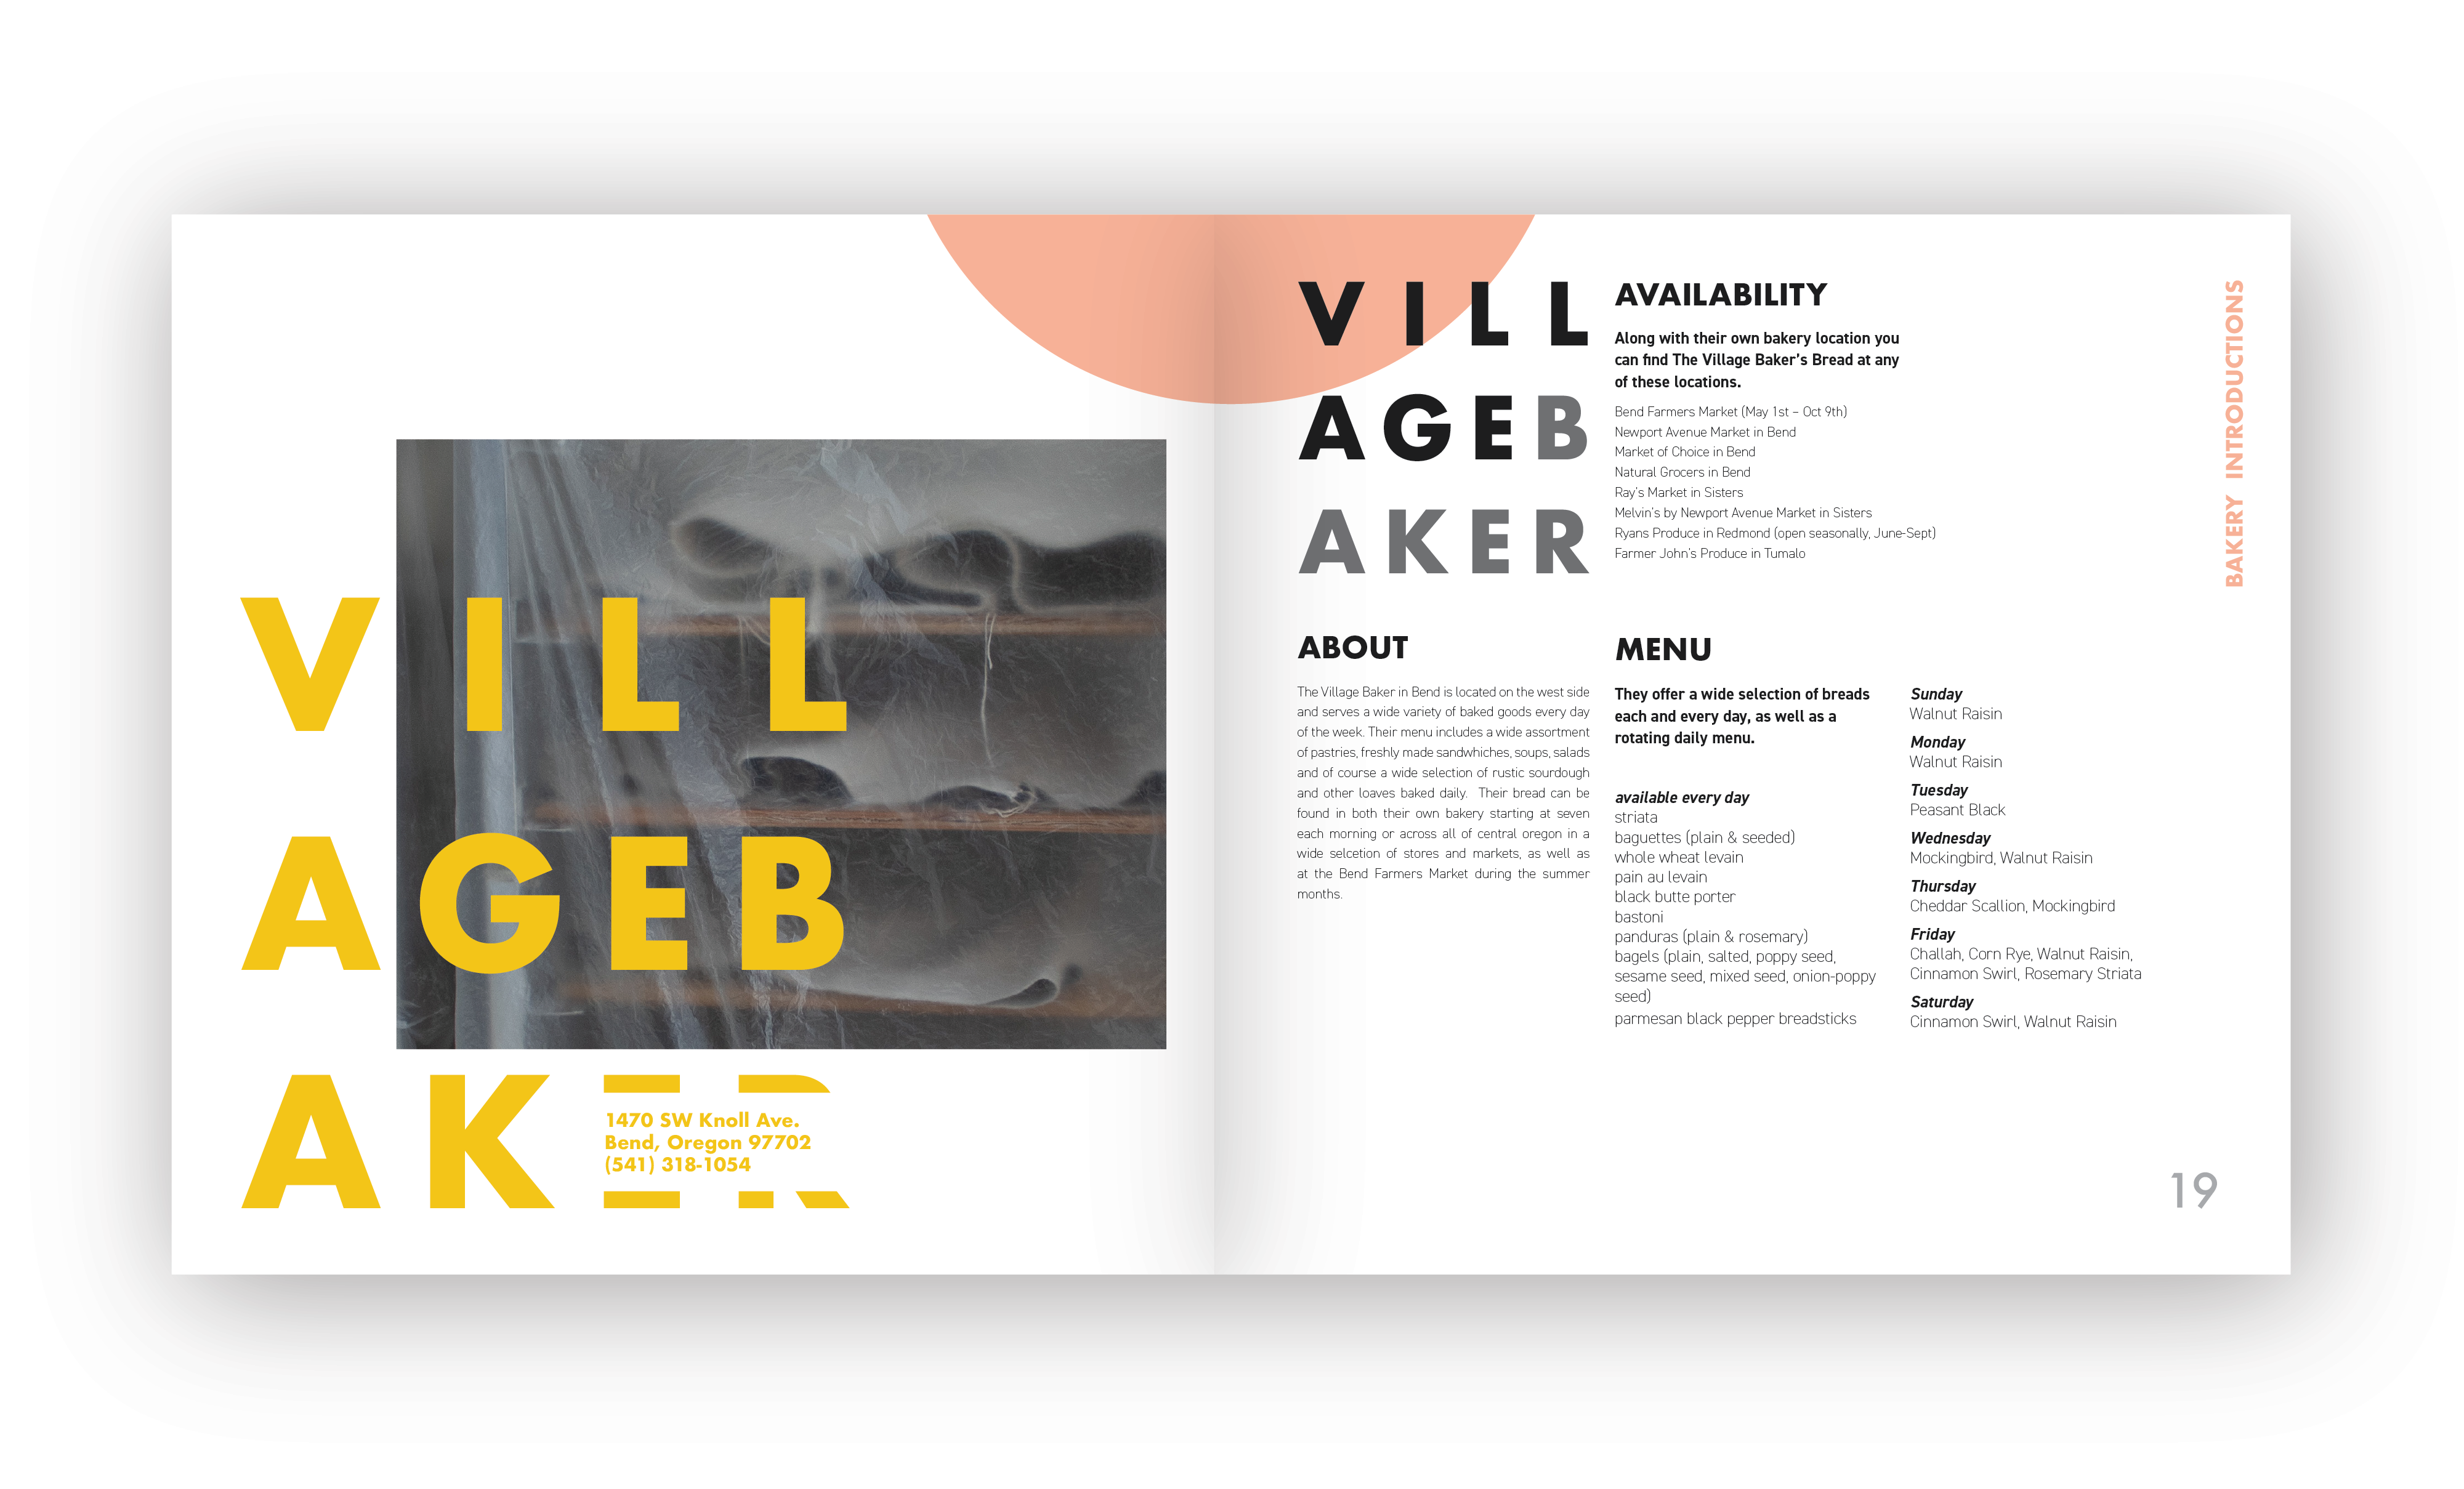 VILL
AGEB
AKER
1470 SW Knoll Ave.
Bend, Oregon 97702
(541) 318-1054
VILL
AGEB
AKER
ABOUT
The Village Baker in Bend is located on the west side
and serves a wide variety of baked goods every day
of the week. Their menu includes a wide assortment
of pastries, freshly made sandwhiches, soups, salads
and of course a wide selection of rustic sourdough
and other loaves baked daily. Their bread can be
found in both their own bakery starting at seven
each morning or across all of central oregon in a
wide selcetion of stores and markets, as well as
at the Bend Farmers Market during the summer
months.
AVAILABILITY
Along with their own bakery location you
can find The Village Baker’s Bread at any
of these locations.
Bend Farmers Market (May 1st – Oct 9th)
Newport Avenue Market in Bend
Market of Choice in Bend
Natural Grocers in Bend
Ray’s Market in Sisters
Melvin’s by Newport Avenue Market in Sisters
Ryans Produce in Redmond (open seasonally, June-Sept)
Farmer John’s Produce in Tumalo
MENU
They offer a wide selection of breads
each and every day, as well as a
rotating daily menu.
available every day
striata
baguettes (plain & seeded)
whole wheat levain
pain au levain
black butte porter
bastoni
panduras (plain & rosemary)
bagels (plain, salted, poppy seed,
sesame seed, mixed seed, onion-poppy
seed)
parmesan black pepper breadsticks
Sunday
Walnut Raisin
Monday
Walnut Raisin
Tuesday
Peasant Black
Wednesday
Mockingbird, Walnut Raisin
Thursday
Cheddar Scallion, Mockingbird
Friday
Challah, Corn Rye, Walnut Raisin,
Cinnamon Swirl, Rosemary Striata
Saturday
Cinnamon Swirl, Walnut Raisin
BAKERY INTRODUCTIONS
19